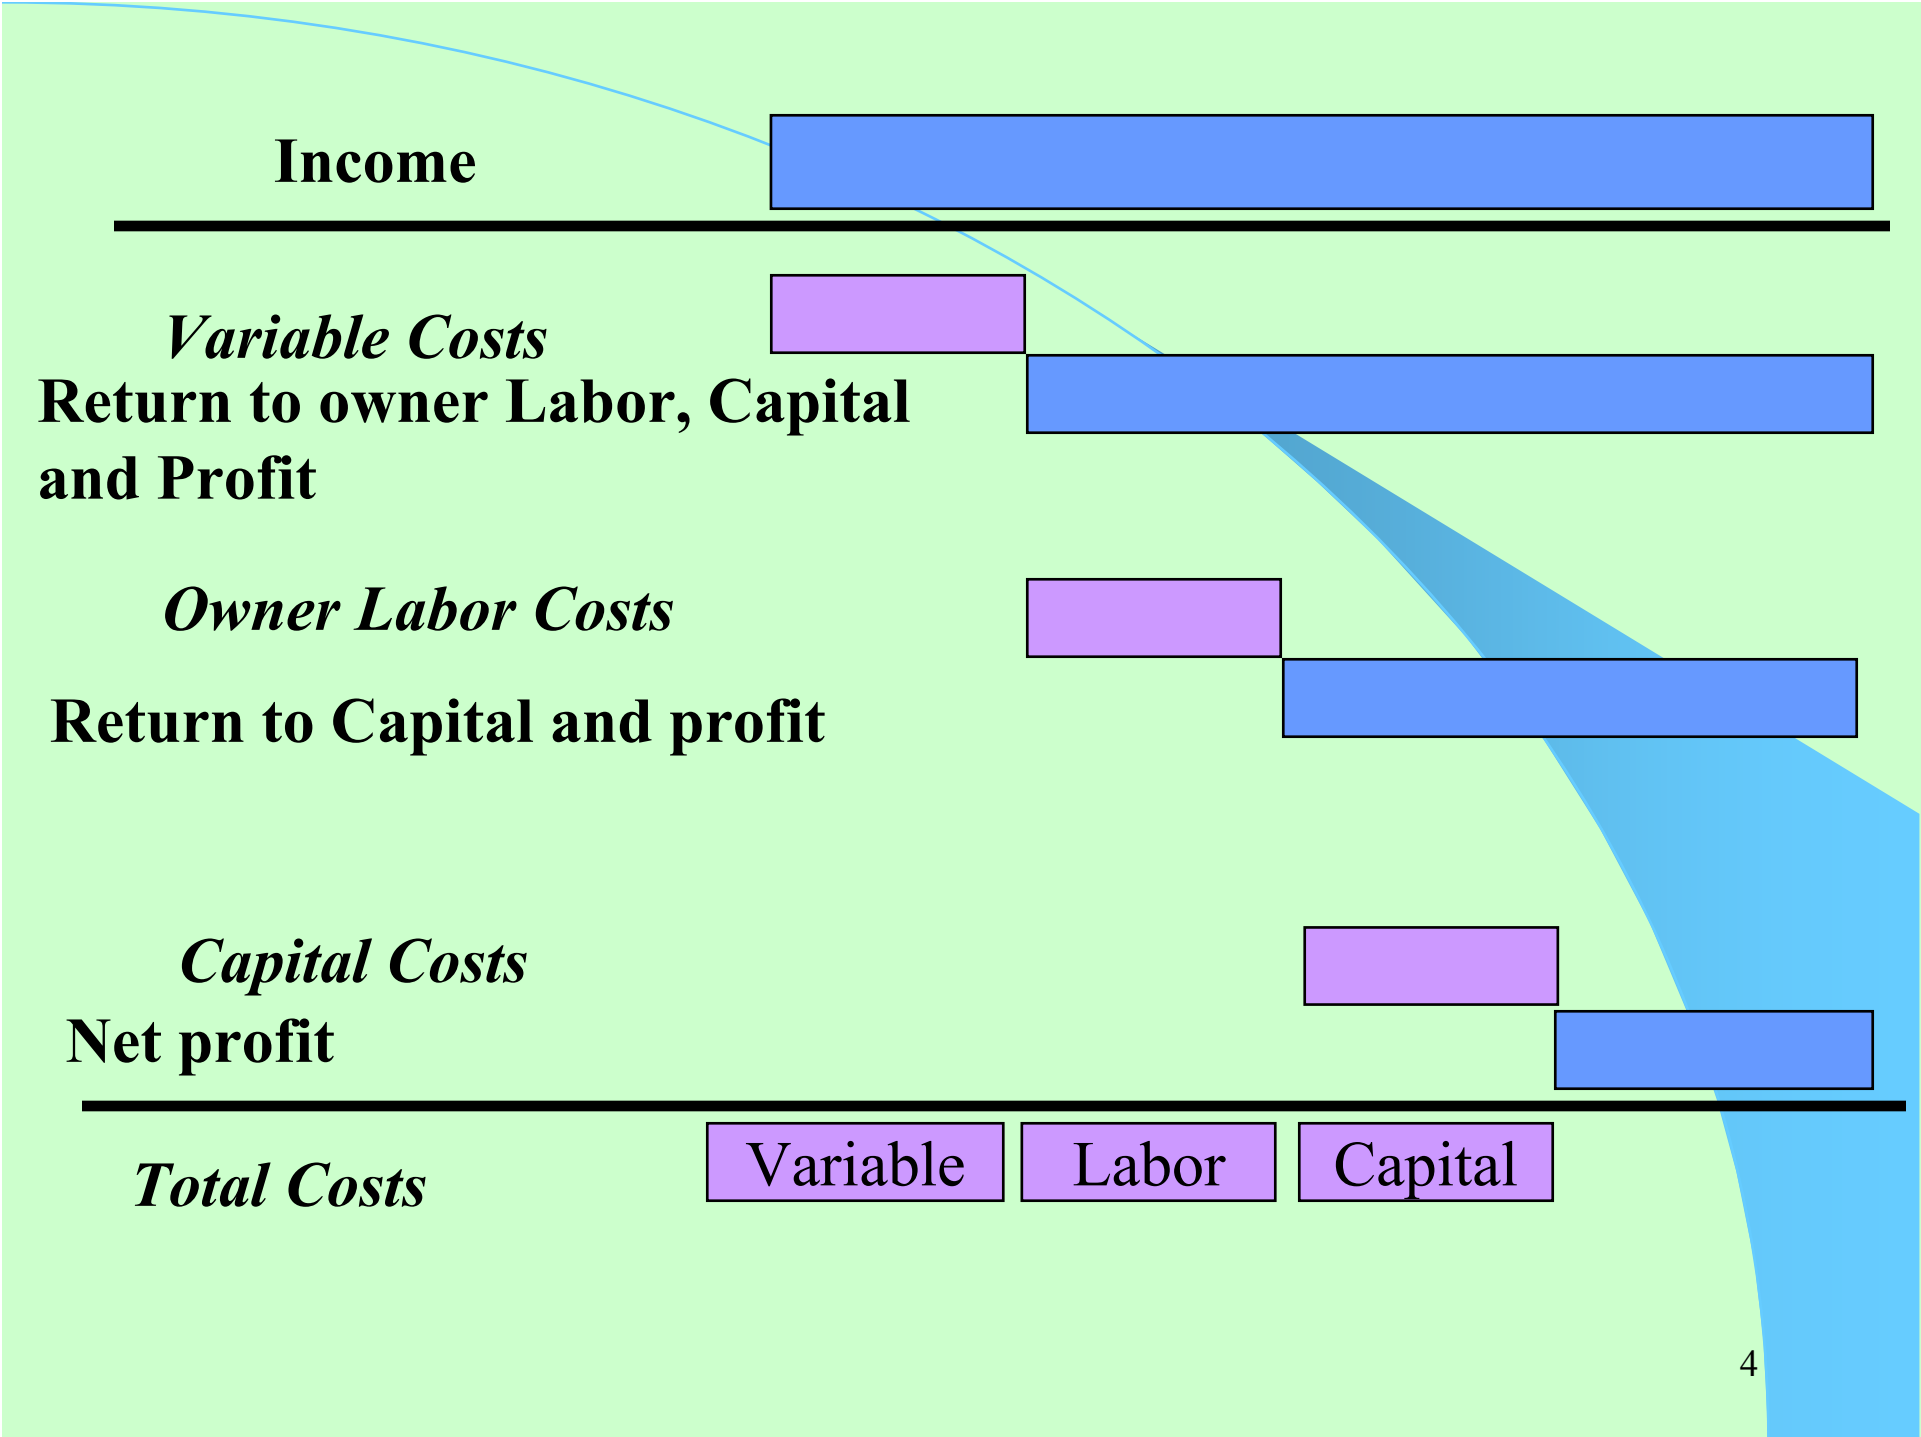 Income
Variable Costs
Return to owner Labor, Capital
and Profit
Owner Labor Costs
Return to Capital and profit
Capital Costs
Net profit
Total Costs Variable Labor Capital
4